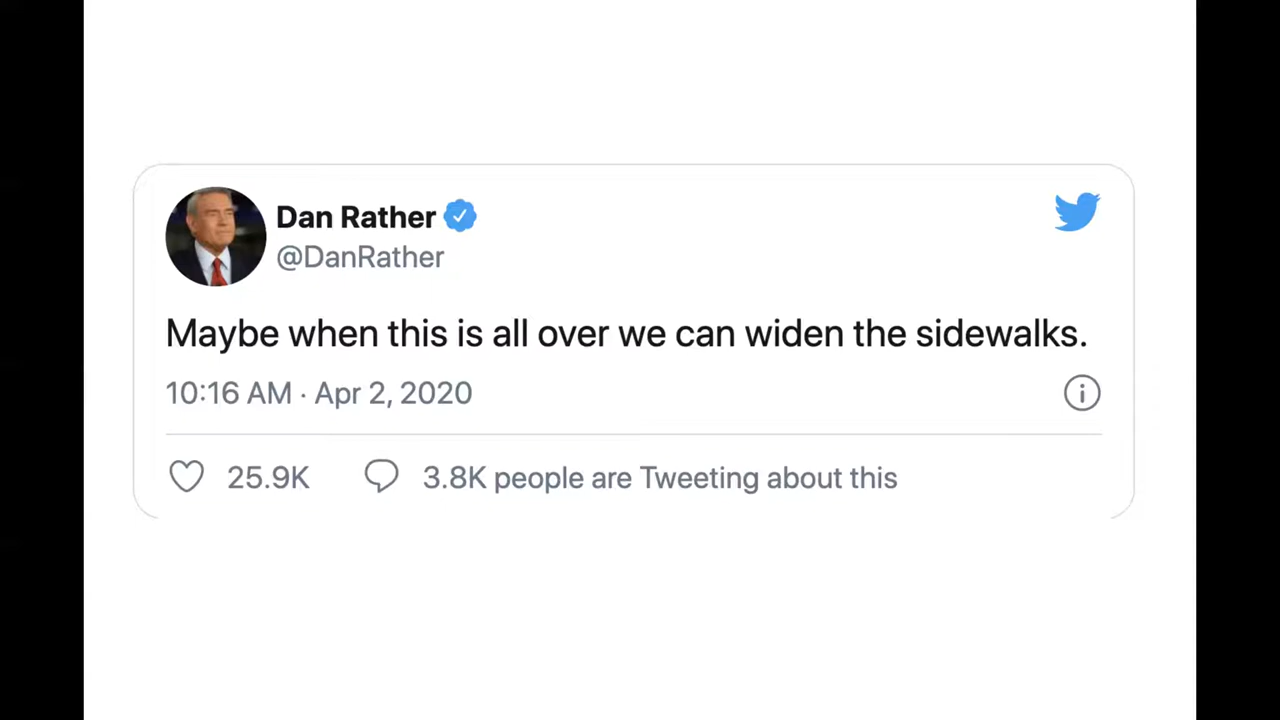 Dan Rather
@DanRather
Maybe when this is all over we can widen the sidewalks.
10:16 AM · Apr 2, 2020
25.9K 3.8K people are Tweeting about this